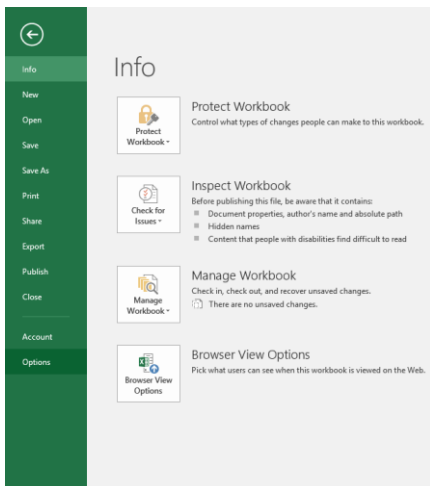 Info
New
Open
Save
Save As
Print
Share
Export
Publish
Close
Account
Options
Info
Protect
Workbook
Protect Workbook
Control what types of changes people can make to this workbook.
Check for
Issues
Inspect Workbook
Before publishing this file, be aware that it contains:
Document properties, author's name and absolute path
Hidden names
Content that people with disabilities find difficult to read
Manage
Workbook
Manage Workbook
Check in, check out, and recover unsaved changes.
There are no unsaved changes.
Browser View
Options
Browser View Options
Pick what users can see when this workbook is viewed on the Web.